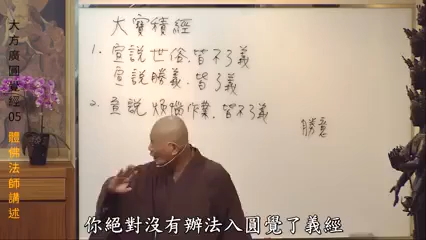 大方廣圓覺經05
體佛法師講述
大寶積經
1. 宣說世俗.皆不了義
宣說勝義.皆了義
2. 宣說煩惱作業.皆不了義
勝意
你絕對沒有辦法入圓覺了義經